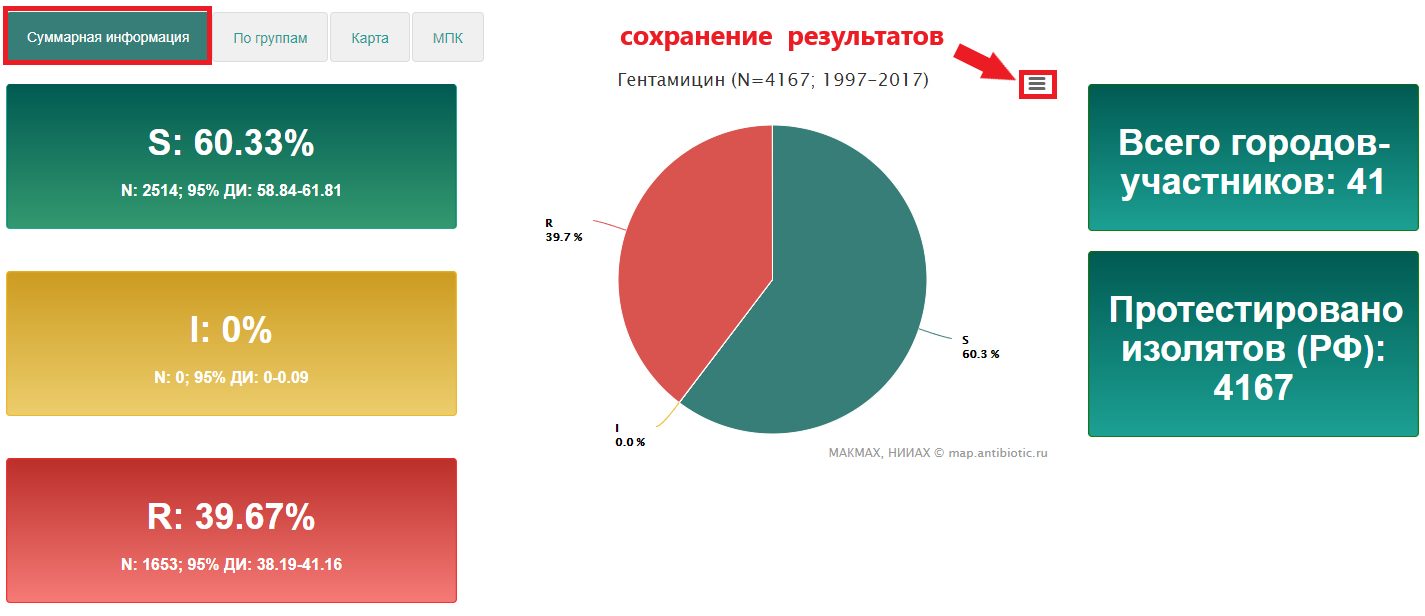 Суммарная информация
По группам
Карта
МПК
S: 60.33%
N: 2514; 95% ДИ: 58.84-61.81
I: 0%
N: 0; 95% ДИ: 0-0.09
R: 39.67%
N: 1653; 95% ДИ: 38.19-41.16
сохранение результатов
Гентамицин (N=4167; 1997-2017)
R
39.7 %
S
60.3 %
I
0.0 %
МАКМАХ, НИИАХ © map.antibiotic.ru
Всего городов-
участников: 41
Протестировано
изолятов (РФ):
4167